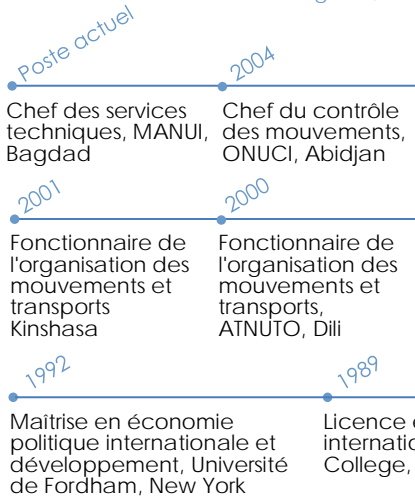 Poste actuel
Chef des services
techniques, MANUI,
Bagdad
2004
Chef du contrôle
des mouvements,
ONUCI, Abidjan
2001
Fonctionnaire de
l'organisation des
mouvements et
transports
Kinshasa
2000
Fonctionnaire de
l'organisation des
mouvements et
transports,
ATNUTO, Dili
1992
Maîtrise en économie
politique internationale et
développement, Université
de Fordham, New York
1989
Licence
College,